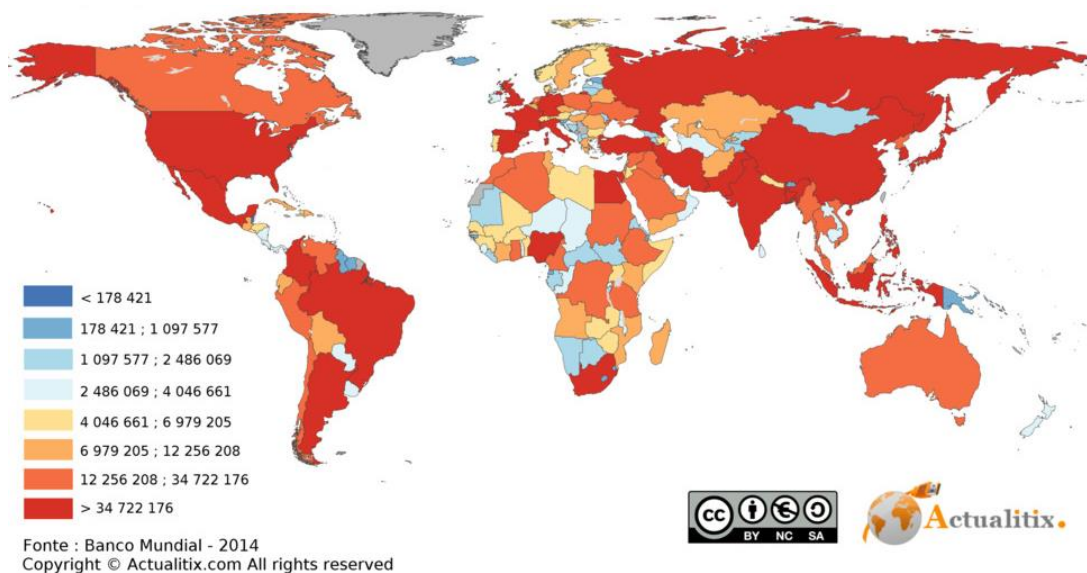 < 178 421
178 421 ; 1 097 577
1 097 577 ; 2 486 069
2 486 069 ; 4 046 661
4 046 661 ; 6 979 205
6 979 205 ; 12 256 208
12 256 208 ; 34 722 176
> 34 722 176
Fonte : Banco Mundial - 2014
Copyright © Actualitix.com All rights reserved
cc
BY NC SA
Actualitix.